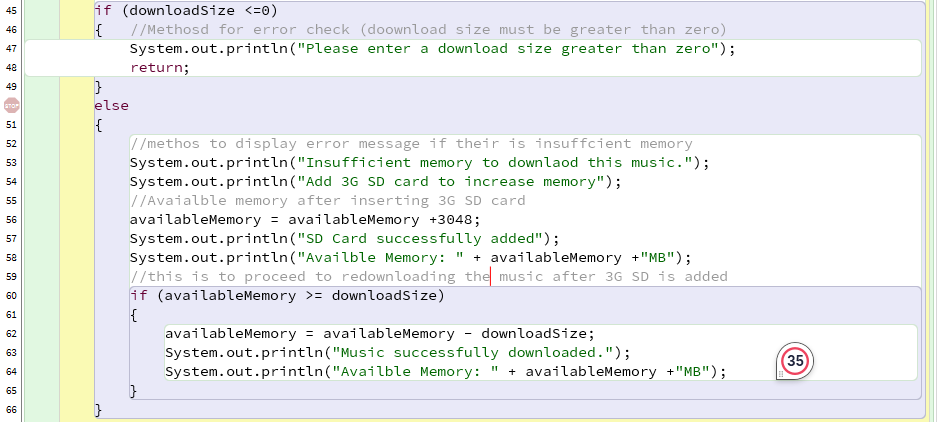 45 if (downloadSize <=0)
46 { //Methosd for error check (doownload size must be greater than zero)
47 System.out.println("Please enter a download size greater than zero");
48 return;
49 }
STOP else
51 {
52 //methos to display error message if their is insuffcient memory
53 System.out.println("Insufficient memory to downlaod this music.");
54 System.out.println("Add 3G SD card to increase memory");
55 //Avaialble memory after inserting 3G SD card
56 availableMemory = availableMemory +3048;
57 System.out.println("SD Card successfully added");
58 System.out.println("Availble Memory: " + availableMemory +"MB");
59 //this is to proceed to redownloading the music after 3G SD is added
60 if (availableMemory >= downloadSize)
61 {
62 availableMemory = availableMemory - downloadSize;
63 System.out.println("Music successfully downloaded.");
64 System.out.println("Availble Memory: " + availableMemory +"MB");
35
65 }
66 }